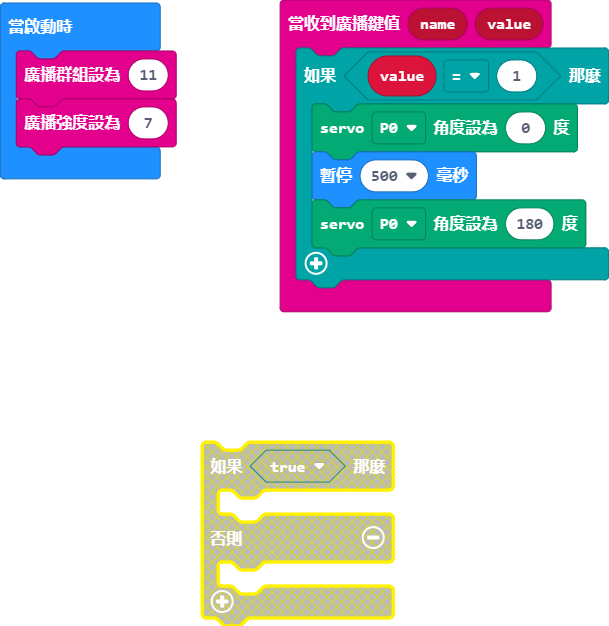 當啟動時
廣播群組設為 11
廣播強度設為 7
當收到廣播鍵值 name value
如果 value = 1 那麼
servo P0 角度設為 0 度
暫停 500 毫秒
servo P0 角度設為 180 度
如果 true 那麼
否則